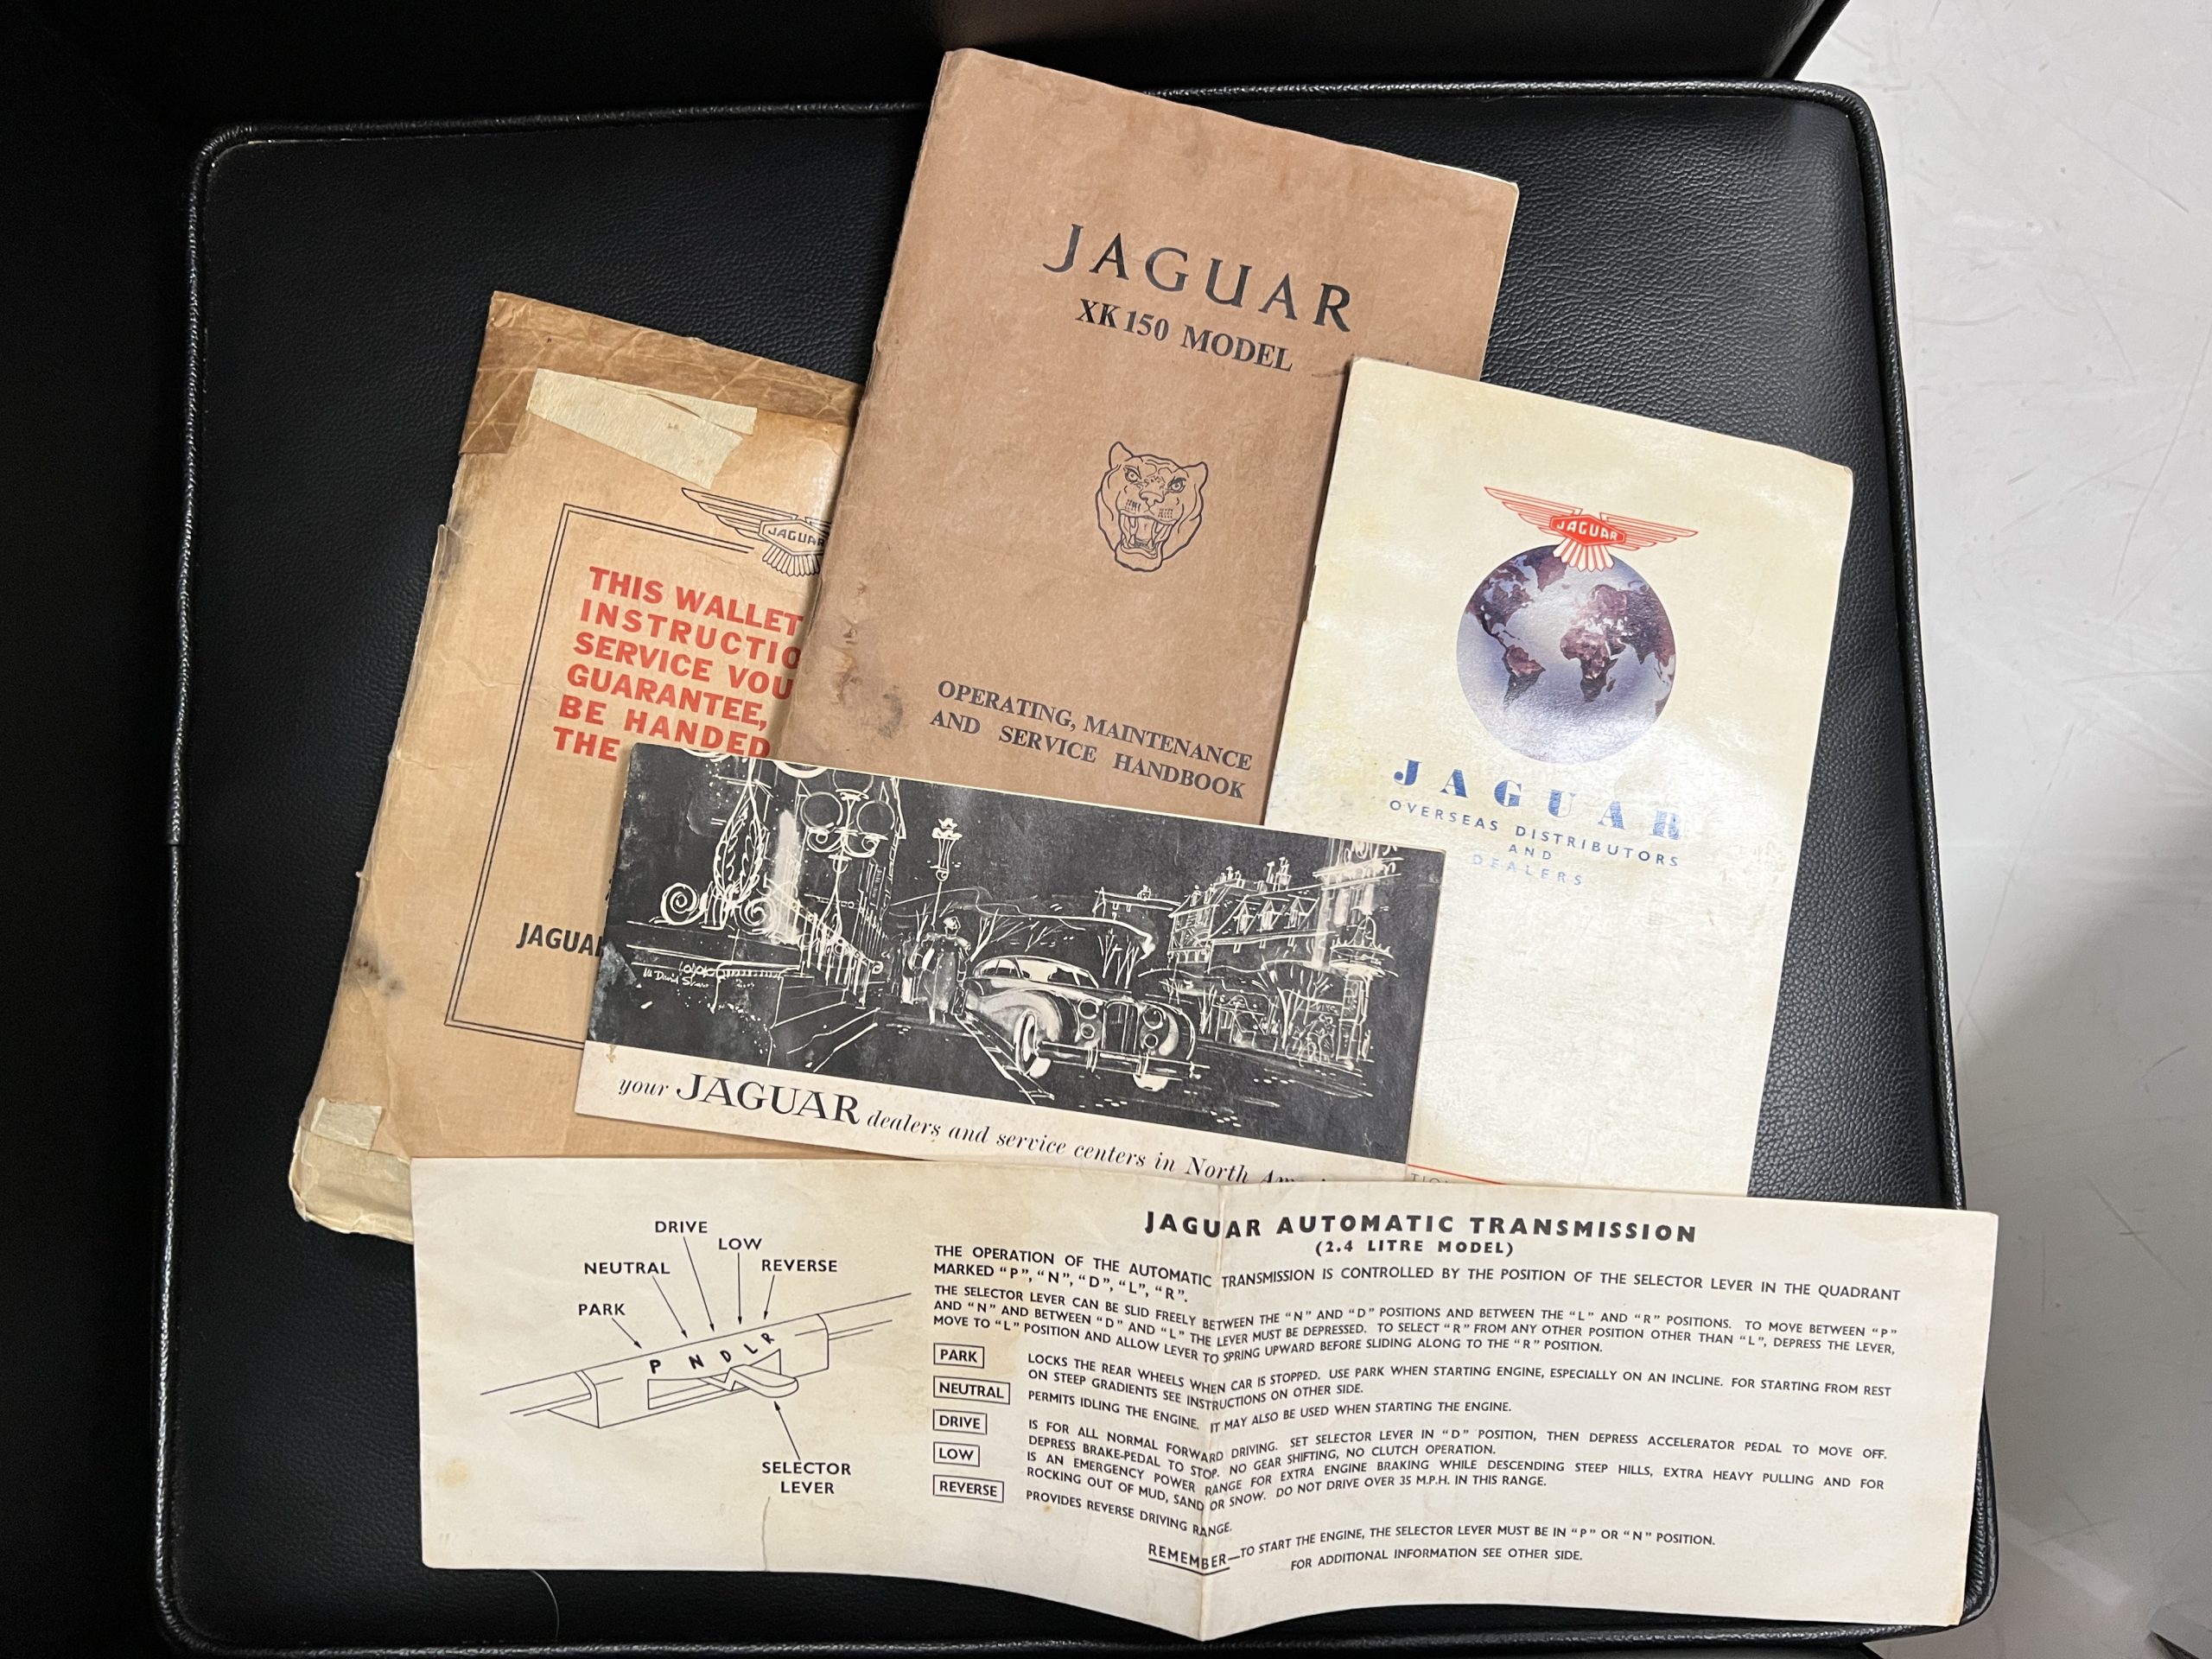 JAGUAR
XK150 MODEL
OPERATING, MAINTENANCE
AND SERVICE HANDBOOK
JAGUAR
THIS WALLET
INSTRUCTIO
SERVICE VOU
GUARANTEE,
BE HANDED
THE
JAGUAR
JAGUAR
JAGUAR
OVERSEAS DISTRIBUTORS
AND
DEALERS
your JAGUAR dealers and service centers in North
DRIVE
LOW
NEUTRAL
REVERSE
PARK
P N D L R
SELECTOR
LEVER
JAGUAR AUTOMATIC TRANSMISSION
(2.4 LITRE MODEL)
THE OPERATION OF THE AUTOMATIC TRANSMISSION IS CONTROLLED BY THE POSITION OF THE SELECTOR LEVER IN THE QUADRANT
MARKED "P", "N", "D", "L", "R".
THE SELECTOR LEVER CAN BE SLID FREELY BETWEEN THE "N" AND "D" POSITIONS AND BETWEEN THE "L" AND "R" POSITIONS. TO MOVE BETWEEN "P"
AND "N" AND BETWEEN "D" AND "L" THE LEVER MUST BE DEPRESSED. TO SELECT "R" FROM ANY OTHER POSITION OTHER THAN "L", DEPRESS THE LEVER,
MOVE TO "L" POSITION AND ALLOW LEVER TO SPRING UPWARD BEFORE SLIDING ALONG TO THE "R" POSITION.
PARK LOCKS THE REAR WHEELS WHEN CAR IS STOPPED. USE PARK WHEN STARTING ENGINE, ESPECIALLY ON AN INCLINE. FOR STARTING FROM REST
ON STEEP GRADIENTS SEE INSTRUCTIONS ON OTHER SIDE.
NEUTRAL PERMITS IDLING THE ENGINE. IT MAY ALSO BE USED WHEN STARTING THE ENGINE.
DRIVE IS FOR ALL NORMAL FORWARD DRIVING. SET SELECTOR LEVER IN "D" POSITION, THEN DEPRESS ACCELERATOR PEDAL TO MOVE OFF.
DEPRESS BRAKE-PEDAL TO STOP. NO GEAR SHIFTING, NO CLUTCH OPERATION.
LOW IS AN EMERGENCY POWER RANGE FOR EXTRA ENGINE BRAKING WHILE DESCENDING STEEP HILLS, EXTRA HEAVY PULLING AND FOR
ROCKING OUT OF MUD, SAND OR SNOW. DO NOT DRIVE OVER 35 M.P.H. IN THIS RANGE.
REVERSE PROVIDES REVERSE DRIVING RANGE.
REMEMBER—TO START THE ENGINE, THE SELECTOR LEVER MUST BE IN "P" OR "N" POSITION.
FOR ADDITIONAL INFORMATION SEE OTHER SIDE.